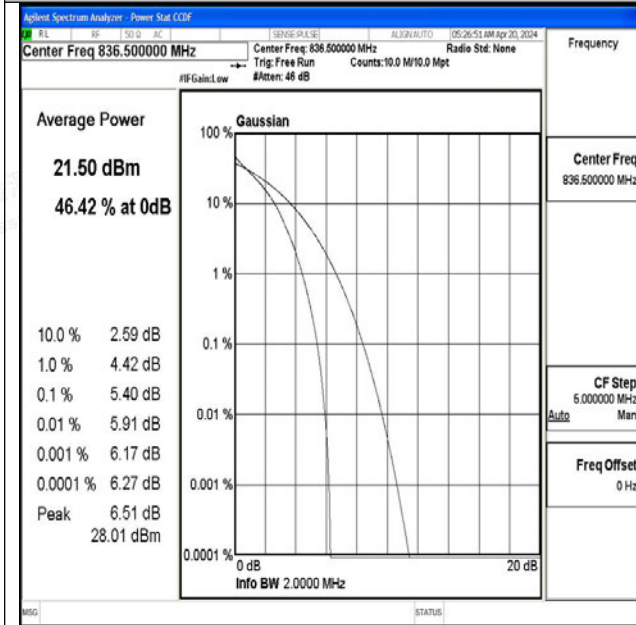 Agilent Spectrum Analyzer - Power Stat CCDF
RL RF 50 Ω AC SENSE:PULSE ALIGNAUTO 05:26:51 AM Apr 20, 2024
Center Freq 836.500000 MHz
Center Freq: 836.500000 MHz Radio Std: None
Trig: Free Run Counts:10.0 M/10.0 Mpt
#IFGain:Low #Atten: 46 dB
Frequency
Average Power
21.50 dBm
46.42 % at 0dB
10.0 % 2.59 dB
1.0 % 4.42 dB
0.1 % 5.40 dB
0.01 % 5.91 dB
0.001 % 6.17 dB
0.0001 % 6.27 dB
Peak 6.51 dB
28.01 dBm
Gaussian
100 %
10 %
1 %
0.1 %
0.01 %
0.001 %
0.0001 %
0 dB 20 dB
Info BW 2.0000 MHz
Center Freq
836.500000 MHz
CF Step
5.000000 MHz
Auto Man
Freq Offset
0 Hz
MSG STATUS